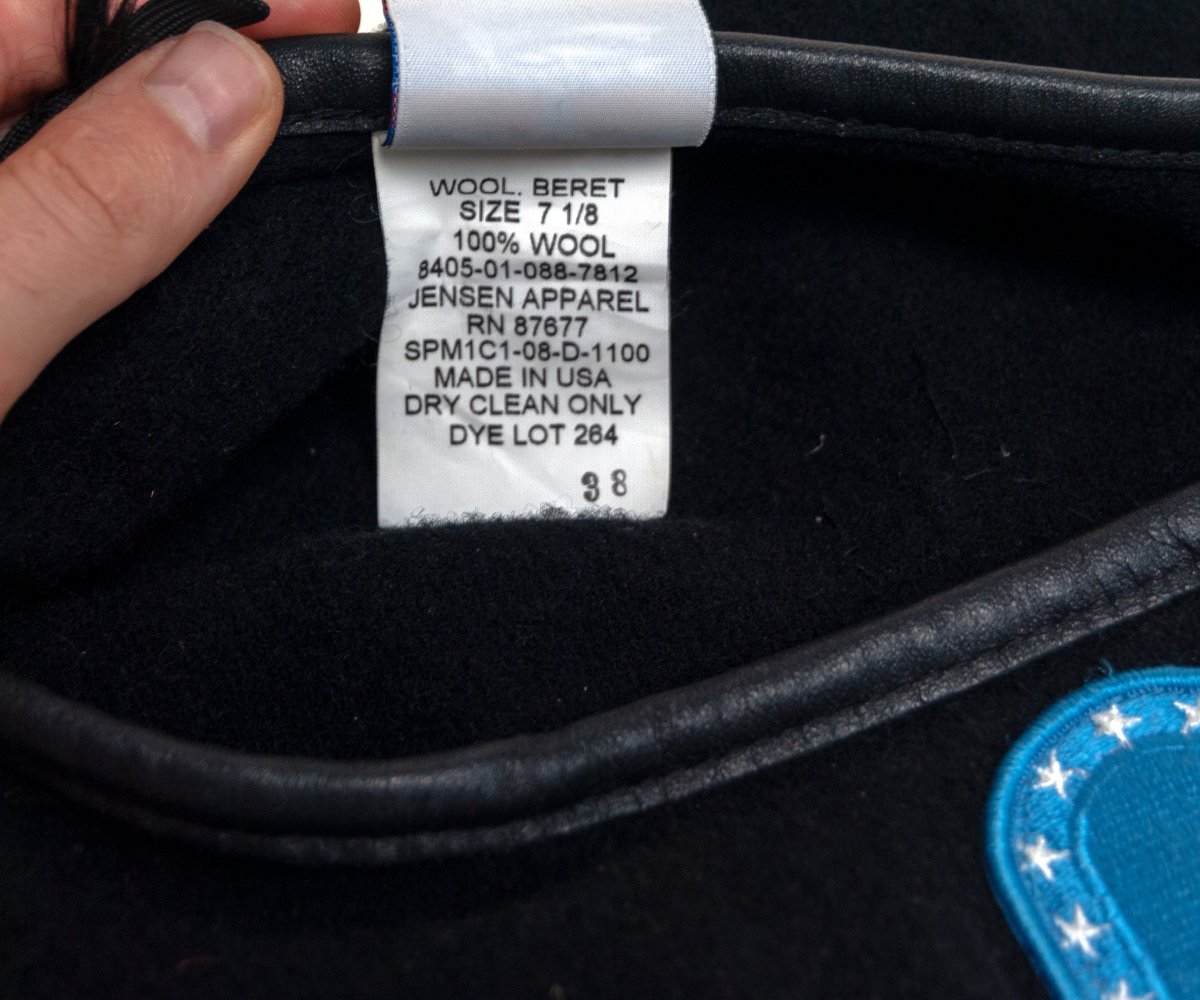 WOOL. BERET
SIZE 7 1/8
100% WOOL
8405-01-088-7812
JENSEN APPAREL
RN 87677
SPM1C1-08-D-1100
MADE IN USA
DRY CLEAN ONLY
DYE LOT 264
38